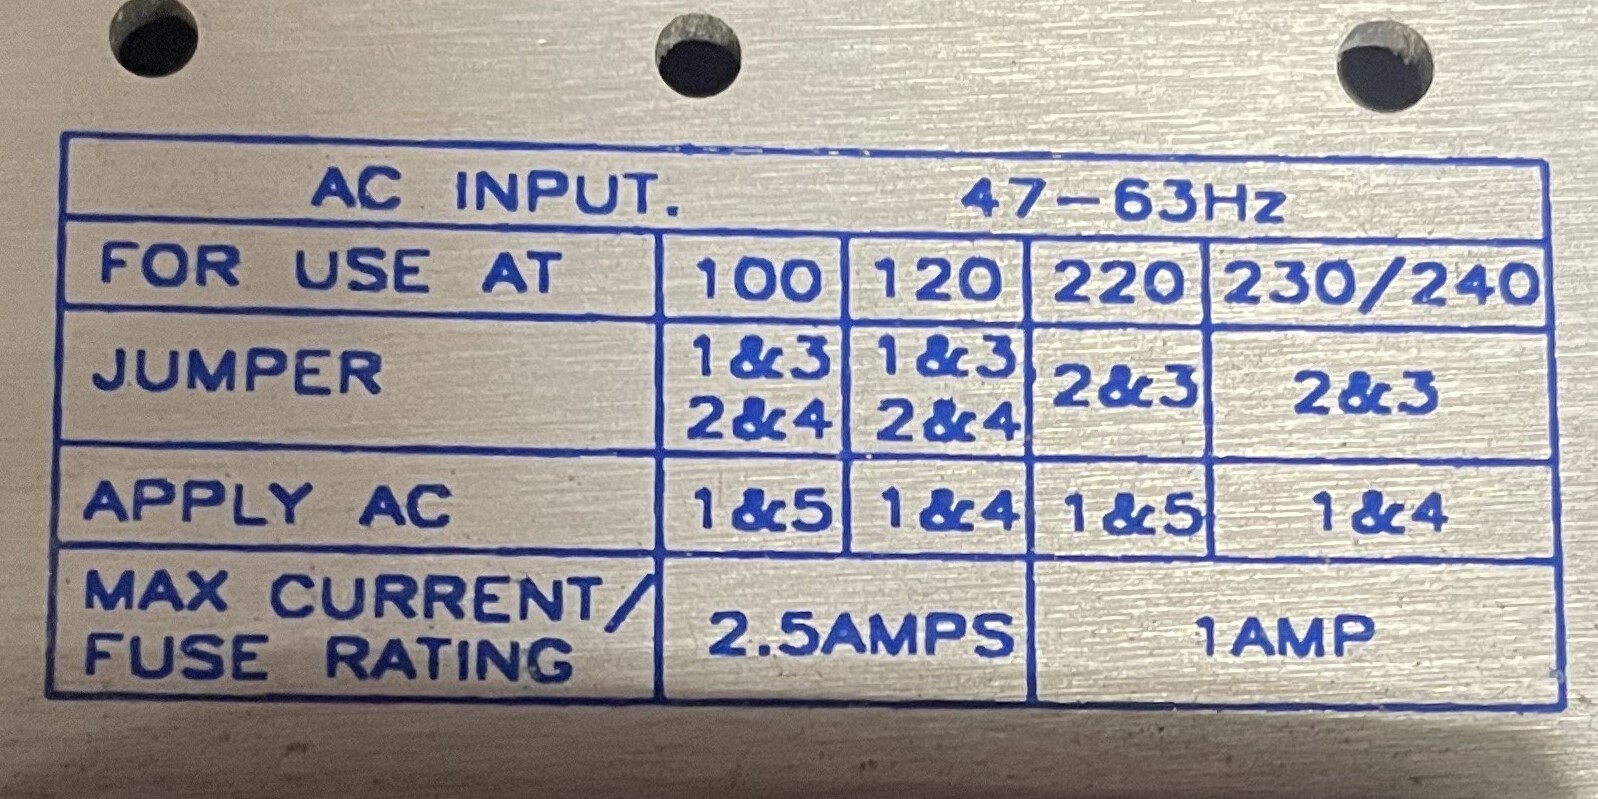 AC INPUT. 47-63Hz
FOR USE AT 100 120 220 230/240
JUMPER 1&3 2&4 1&3 2&4 2&3 2&3
APPLY AC 1&5 1&4 1&5 1&4
MAX CURRENT/
FUSE RATING 2.5AMPS 1AMP